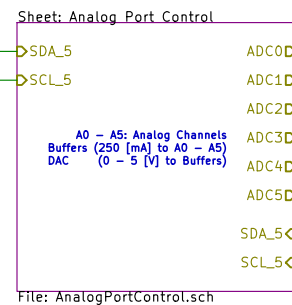 Sheet: Analog Port Control
SDA_5
SCL_5
ADC0
ADC1
ADC2
ADC3
ADC4
ADC5
A0 – A5: Analog Channels
Buffers (250 [mA] to A0 – A5)
DAC (0 – 5 [V] to Buffers)
SDA_5
SCL_5
File: AnalogPortControl.sch